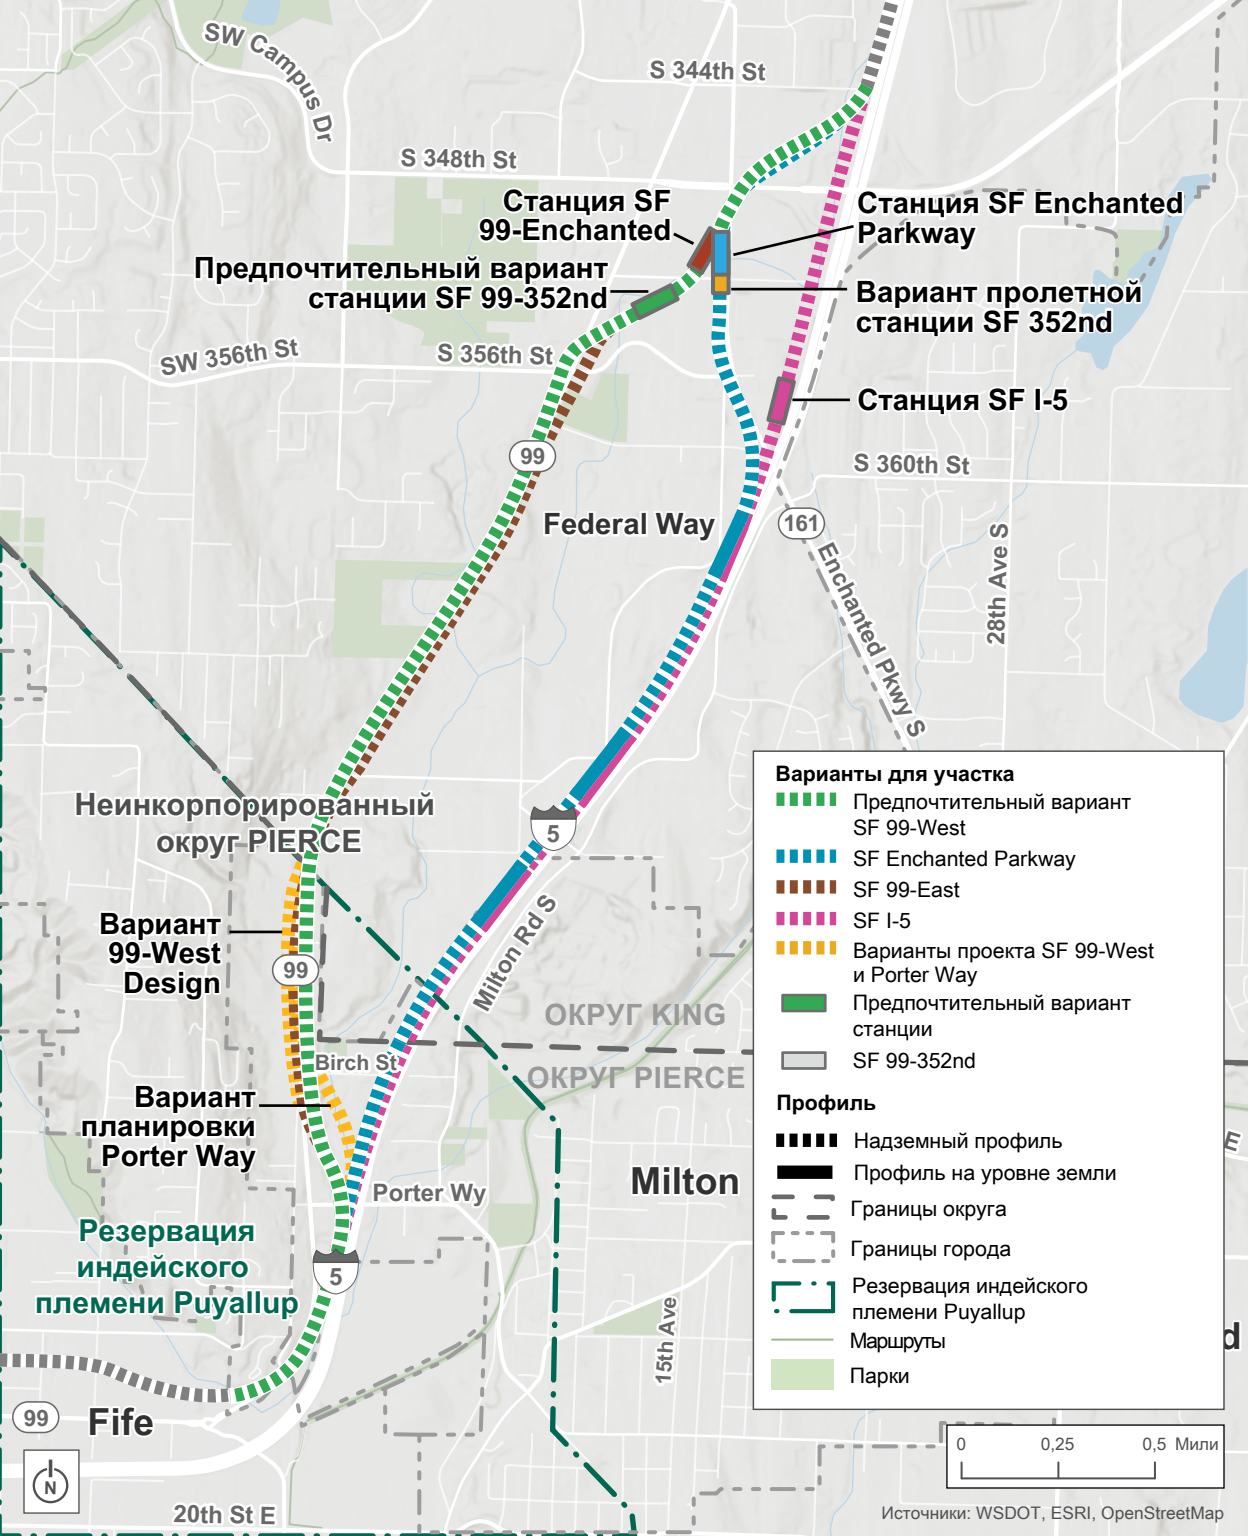 SW Campus Dr
S 344th St
S 348th St
Станция SF
99-Enchanted
Станция SF Enchanted
Parkway
Предпочтительный вариант
станции SF 99-352nd
Вариант пролетной
станции SF 352nd
SW 356th St
S 356th St
Станция SF I-5
99
S 360th St
Federal Way
161
Enchanted Pkwy S
28th Ave S
Неинкорпорированный
округ PIERCE
5
Вариант
99-West
Design
99
Milton Rd S
ОКРУГ KING
ОКРУГ PIERCE
Birch St
Вариант
планировки
Porter Way
Milton
Porter Wy
Резервация
индейского
племени Puyallup
5
15th Ave
99
Fife
N
20th St E
E
d
Варианты для участка
Предпочтительный вариант
SF 99-West
SF Enchanted Parkway
SF 99-East
SF I-5
Варианты проекта SF 99-West
и Porter Way
Предпочтительный вариант
станции
SF 99-352nd
Профиль
Надземный профиль
Профиль на уровне земли
Границы округа
Границы города
Резервация индейского
племени Puyallup
Маршруты
Парки
0 0,25 0,5 Мили
Источники: WSDOT, ESRI, OpenStreetMap